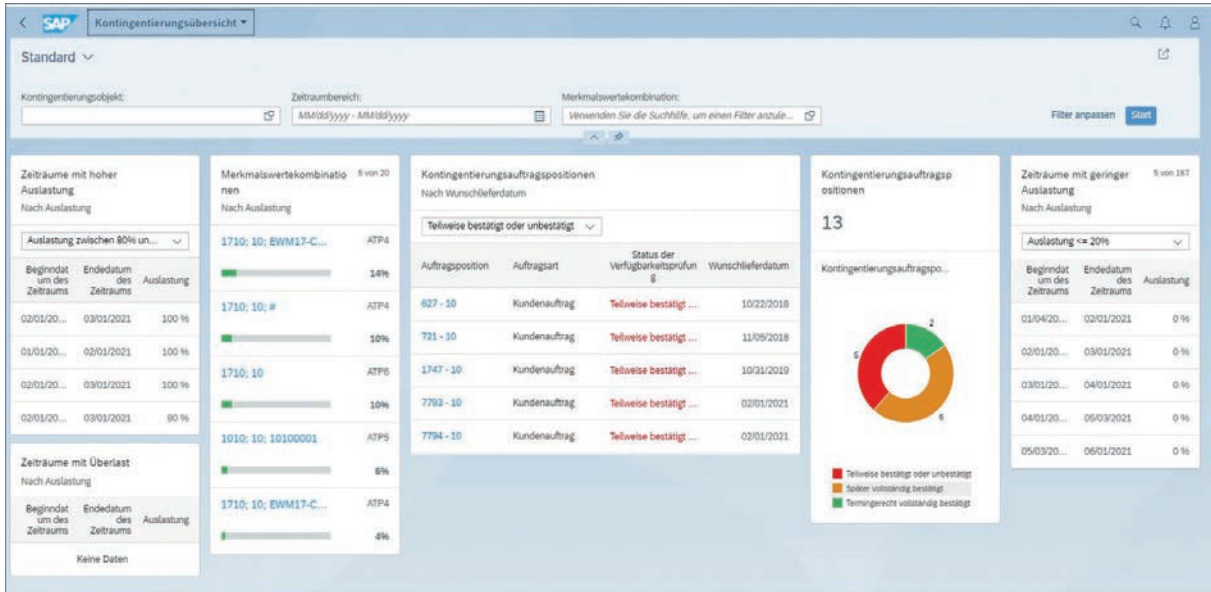 SAP Kontingentierungsübersicht
Standard
Kontingentierungsobjekt:
Zeitraumbereich:
MM/dd/yyyy - MM/dd/yyyy
Merkmalswertekombination:
Verwenden Sie die Suchhilfe, um einen Filter anzule...
Filter anpassen
Start
Zeiträume mit hoher
Auslastung
Nach Auslastung
Auslastung zwischen 80% un...
Beginndat
um des
Zeitraums
Endedatum
des
Zeitraums
Auslastung
02/01/20... 03/01/2021 100 %
01/01/20... 02/01/2021 100 %
02/01/20... 03/01/2021 100 %
02/01/20... 03/01/2021 80 %
Zeiträume mit Überlast
Nach Auslastung
Beginndat
um des
Zeitraums
Endedatum
des
Zeitraums
Auslastung
Keine Daten
Merkmalswertekombinatio
nen
5 von 20
Nach Auslastung
1710; 10; EWM17-C... ATP4
14%
1710; 10; # ATP4
10%
1710; 10 ATP6
10%
1010; 10; 10100001 ATP5
6%
1710; 10; EWM17-C... ATP4
4%
Kontingentierungsauftragspositionen
Nach Wunschlieferdatum
Teilweise bestätigt oder unbestätigt
Auftragsposition
Auftragsart
Status der
Verfügbarkeitsprüfun
g
Wunschlieferdatum
627 - 10 Kundenauftrag Teilweise bestätigt ... 10/22/2018
721 - 10 Kundenauftrag Teilweise bestätigt ... 11/05/2018
1747 - 10 Kundenauftrag Teilweise bestätigt ... 10/31/2019
7793 - 10 Kundenauftrag Teilweise bestätigt ... 02/01/2021
7794 - 10 Kundenauftrag Teilweise bestätigt ... 02/01/2021
Kontingentierungsauftragsp
ositionen
13
Kontingentierungsauftragspo...
2
5
6
Teilweise bestätigt oder unbestätigt
Später vollständig bestätigt
Termingerecht vollständig bestätigt
Zeiträume mit geringer
Auslastung
5 von 167
Nach Auslastung
Auslastung <= 20%
Beginndat
um des
Zeitraums
Endedatum
des
Zeitraums
Auslastung
01/04/20... 02/01/2021 0 %
02/01/20... 03/01/2021 0 %
03/01/20... 04/01/2021 0 %
04/01/20... 05/03/2021 0 %
05/03/20... 06/01/2021 0 %